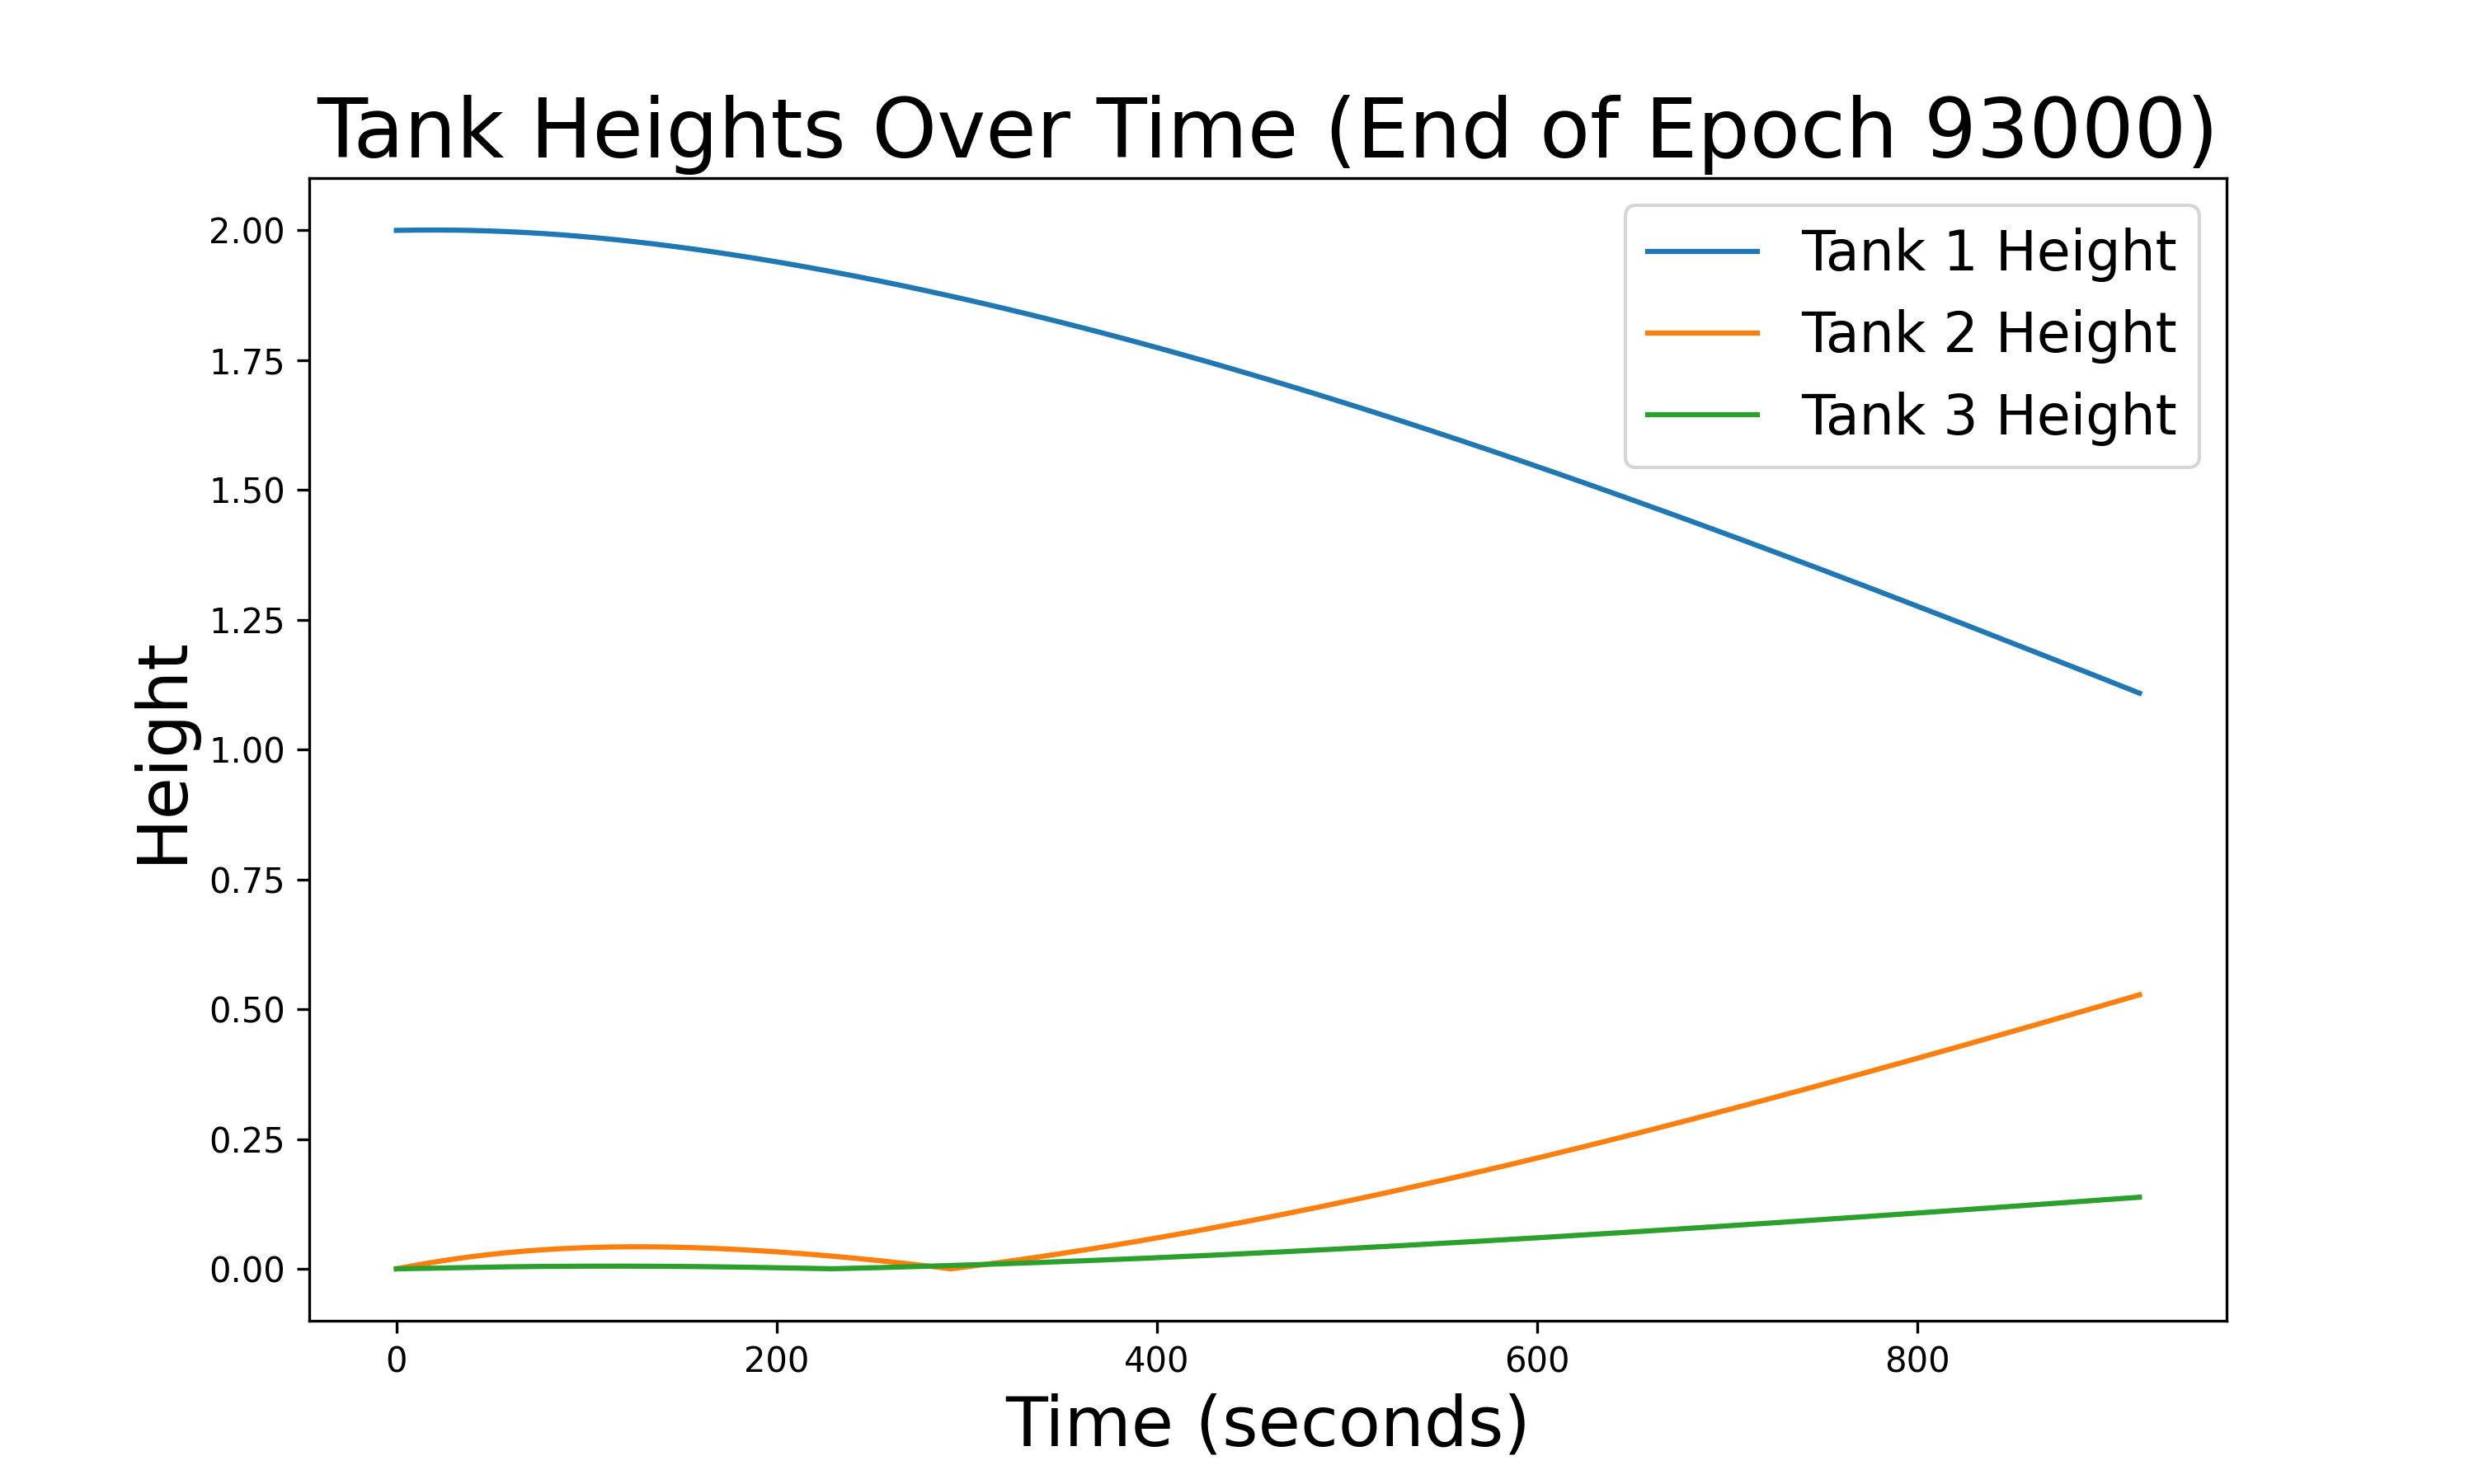 Tank Heights Over Time (End of Epoch 93000)
Tank 1 Height
Tank 2 Height
Tank 3 Height
Height
2.00
1.75
1.50
1.25
1.00
0.75
0.50
0.25
0.00
0 200 400 600 800
Time (seconds)